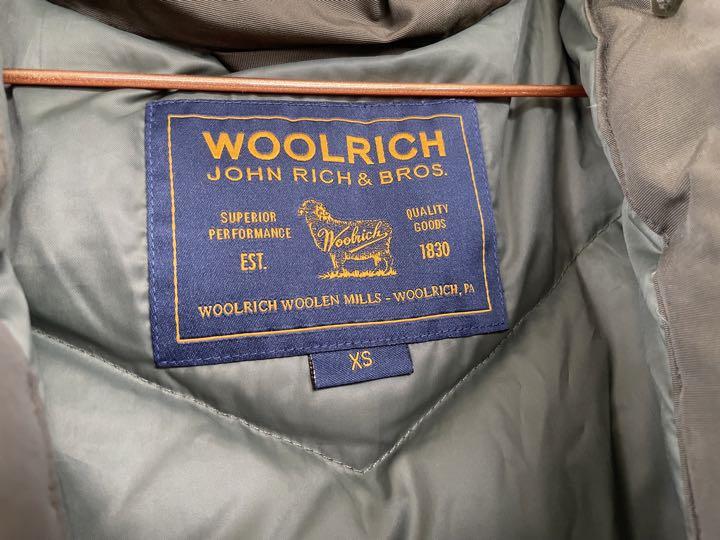 WOOLRICH
JOHN RICH & BROS.
SUPERIOR
PERFORMANCE
EST.
Woolrich
QUALITY
GOODS
1830
WOOLRICH WOOLEN MILLS - WOOLRICH, PA
XS